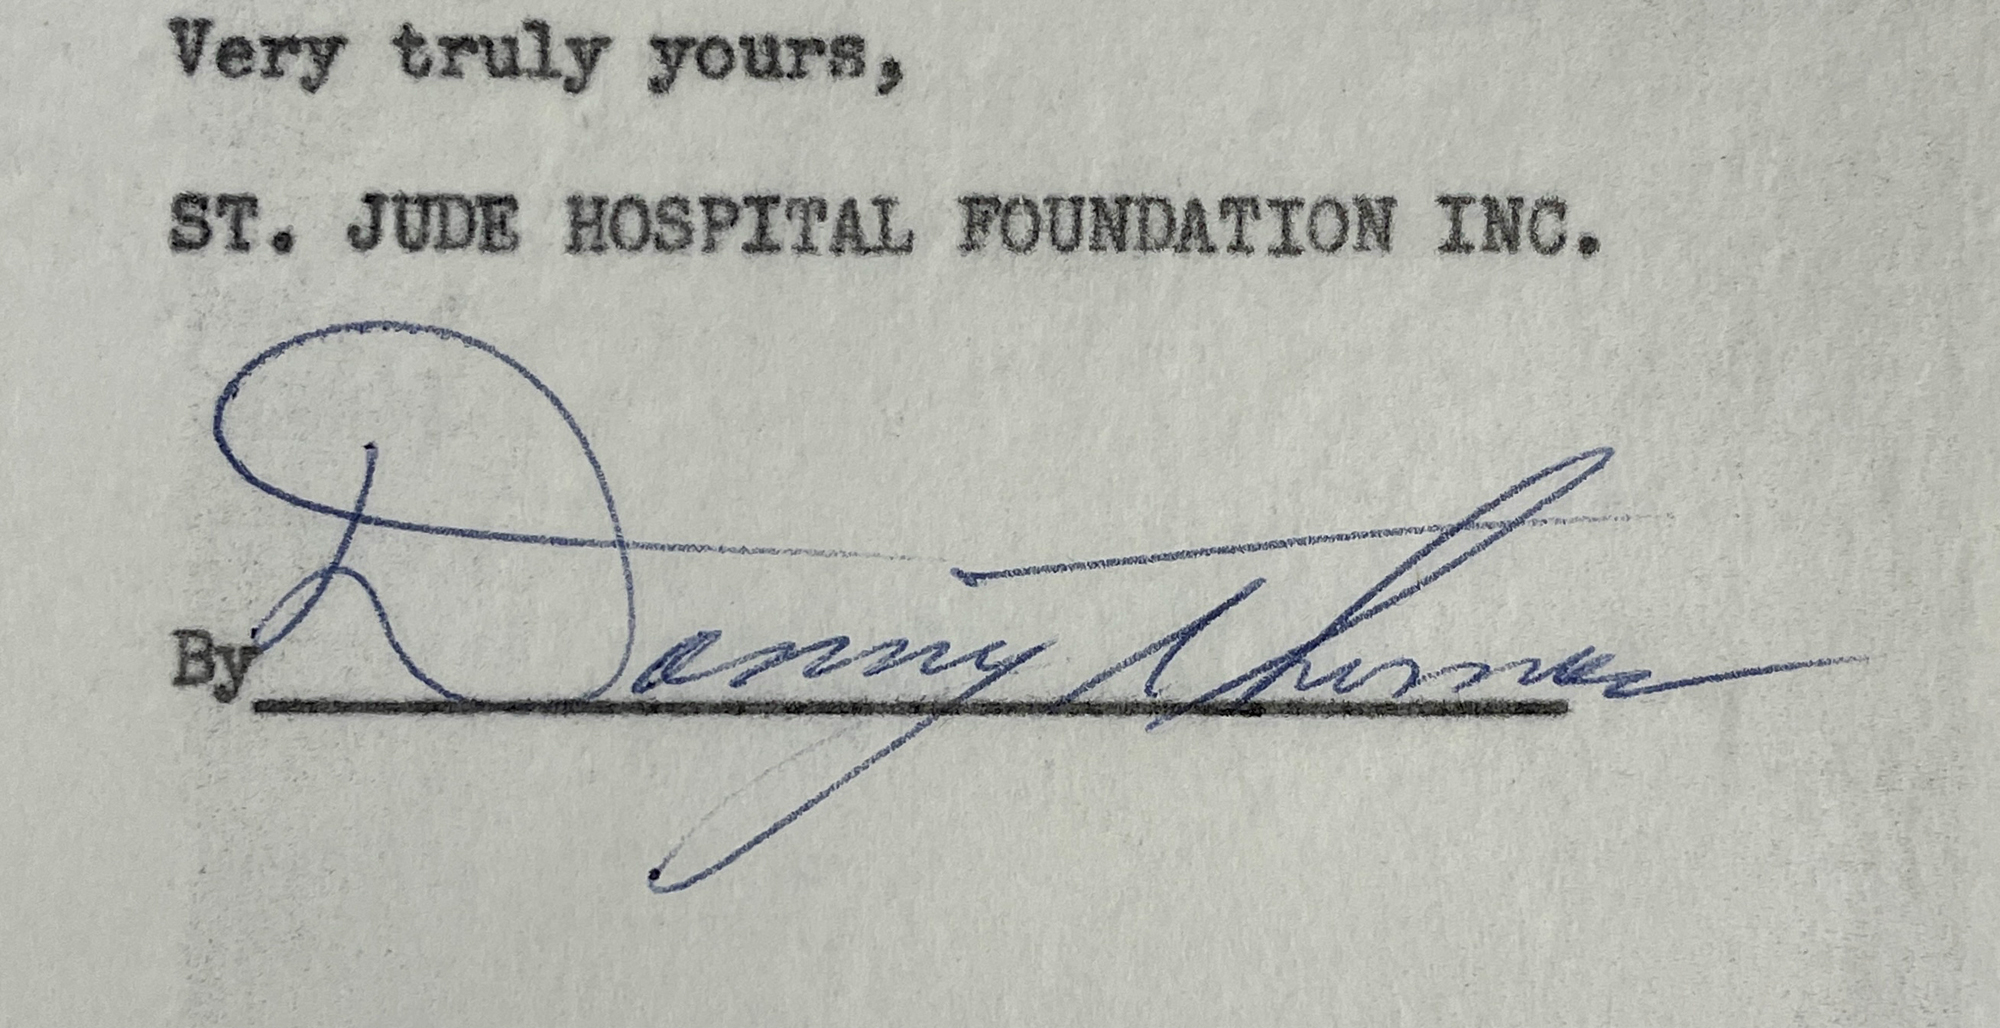 Very truly yours,
ST. JUDE HOSPITAL FOUNDATION INC.
By Danny Thomas